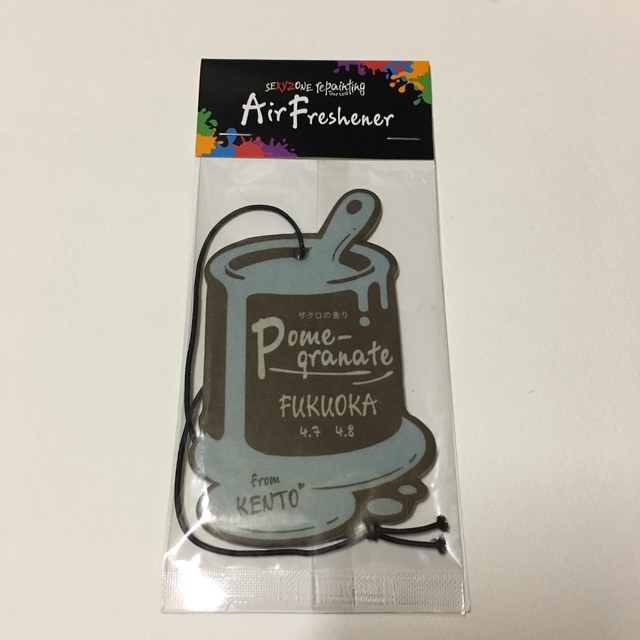 SEXYZONE repainting
Air Freshener
ザクロの香り
Pome-
granate
FUKUOKA
4.7 4.8
from
KENTO